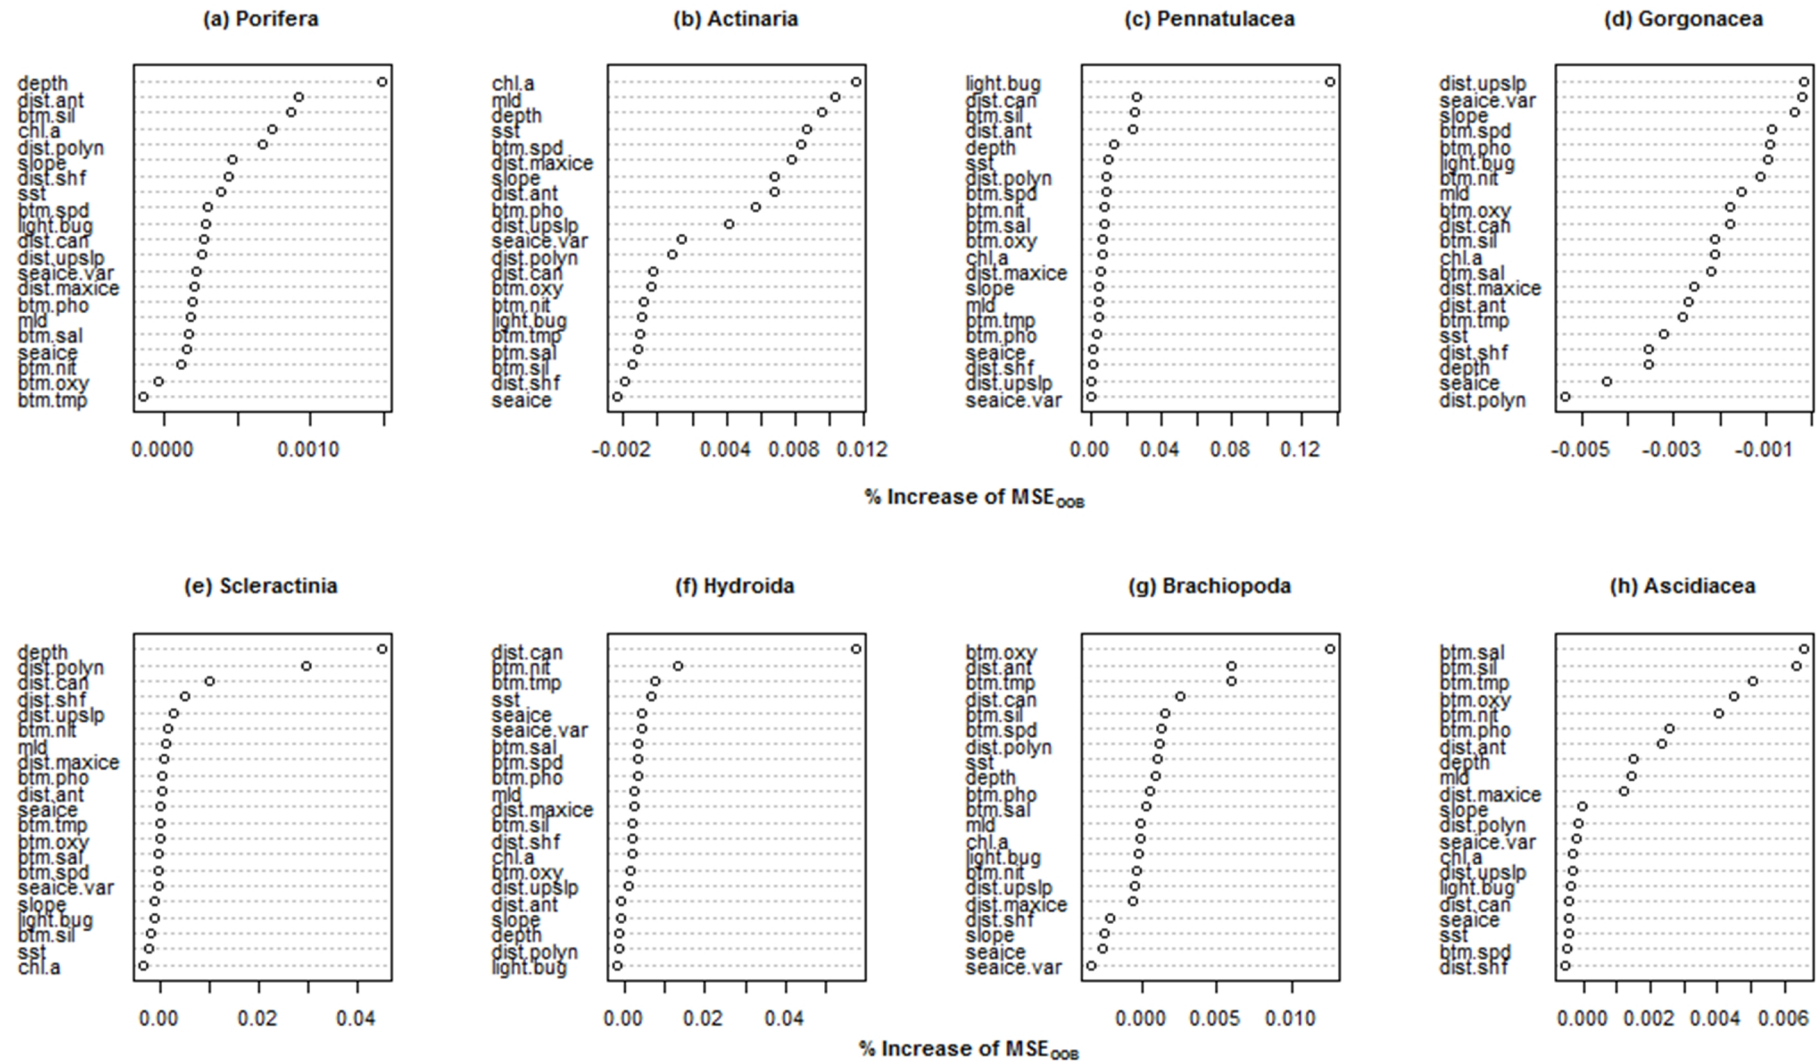 (a) Porifera
depth
dist.ant
btm.sil
chl.a
dist.polyn
slope
dist.shf
sst
btm.spd
light.bug
dist.can
dist.upslp
seaice.var
dist.maxice
btm.pho
mld
btm.sal
seaice
btm.nit
btm.oxy
btm.tmp
0.0000 0.0010
(b) Actinaria
chl.a
mld
depth
sst
btm.spd
dist.maxice
slope
dist.ant
btm.pho
dist.upslp
seaice.var
dist.polyn
dist.can
btm.oxy
btm.nit
light.bug
btm.tmp
btm.sal
btm.sil
dist.shf
seaice
-0.002 0.004 0.008 0.012
(c) Pennatulacea
light.bug
dist.can
btm.sil
dist.ant
depth
sst
dist.polyn
btm.spd
btm.nit
btm.sal
btm.oxy
chl.a
dist.maxice
slope
mld
btm.tmp
btm.pho
seaice
dist.shf
dist.upslp
seaice.var
0.00 0.04 0.08 0.12
(d) Gorgonacea
dist.upslp
seaice.var
slope
btm.spd
btm.pho
light.bug
btm.nit
mld
btm.oxy
dist.can
btm.sil
chl.a
btm.sal
dist.maxice
dist.ant
btm.tmp
sst
dist.shf
depth
seaice
dist.polyn
-0.005 -0.003 -0.001
% Increase of MSEOOB
(e) Scleractinia
depth
dist.polyn
dist.can
dist.shf
dist.upslp
btm.nit
mld
dist.maxice
btm.pho
dist.ant
seaice
btm.tmp
btm.oxy
btm.sal
btm.spd
seaice.var
slope
light.bug
btm.sil
sst
chl.a
0.00 0.02 0.04
(f) Hydroida
dist.can
btm.nit
btm.tmp
sst
seaice
seaice.var
btm.sal
btm.spd
btm.pho
mld
dist.maxice
btm.sil
dist.shf
chl.a
btm.oxy
dist.upslp
dist.ant
slope
depth
dist.polyn
light.bug
0.00 0.02 0.04
(g) Brachiopoda
btm.oxy
dist.ant
btm.tmp
dist.can
btm.sil
btm.spd
dist.polyn
sst
depth
btm.pho
btm.sal
mld
chl.a
light.bug
btm.nit
dist.upslp
dist.maxice
dist.shf
slope
seaice
seaice.var
0.000 0.005 0.010
(h) Ascidiacea
btm.sal
btm.sil
btm.tmp
btm.oxy
btm.nit
btm.pho
dist.ant
depth
mld
dist.maxice
slope
dist.polyn
seaice.var
chl.a
dist.upslp
light.bug
dist.can
seaice
sst
btm.spd
dist.shf
0.000 0.002 0.004 0.006
% Increase of MSEOOB